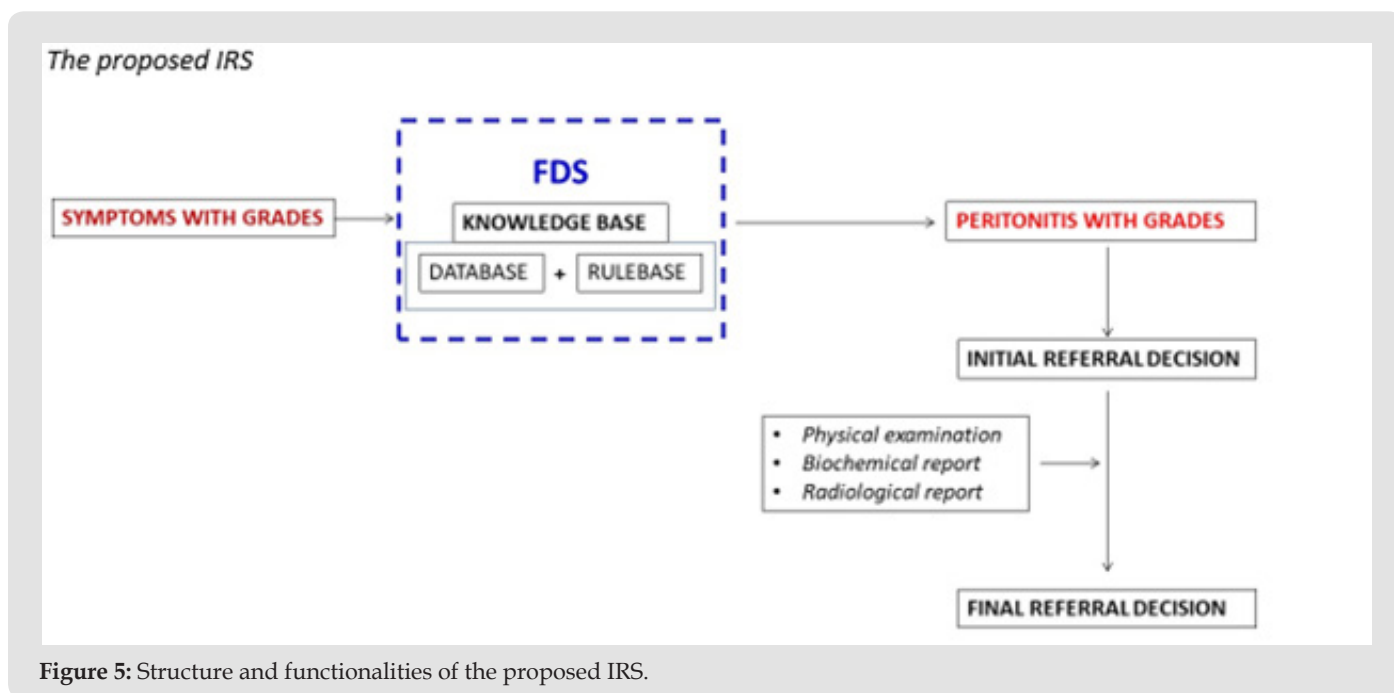 The proposed IRS
FDS
SYMPTOMS WITH GRADES
KNOWLEDGE BASE
PERITONITIS WITH GRADES
DATABASE + RULEBASE
INITIAL REFERRAL DECISION
• Physical examination
• Biochemical report
• Radiological report
FINAL REFERRAL DECISION
Figure 5: Structure and functionalities of the proposed IRS.